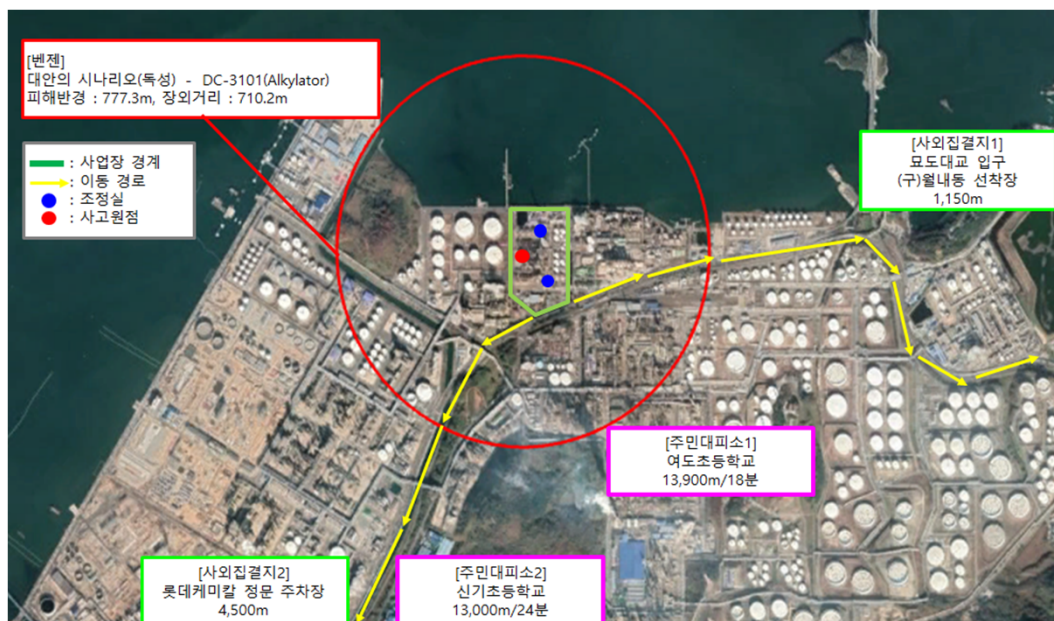 [벤젠]
대안의 시나리오(독성) - DC-3101(Alkylator)
피해반경 : 777.3m, 장외거리 : 710.2m
: 사업장 경계
: 이동 경로
: 조정실
: 사고원점
[사외집결지1]
묘도대교 입구
(구)월내동 선착장
1,150m
[주민대피소1]
여도초등학교
13,900m/18분
[사외집결지2]
롯데케미칼 정문 주차장
4,500m
[주민대피소2]
신기초등학교
13,000m/24분